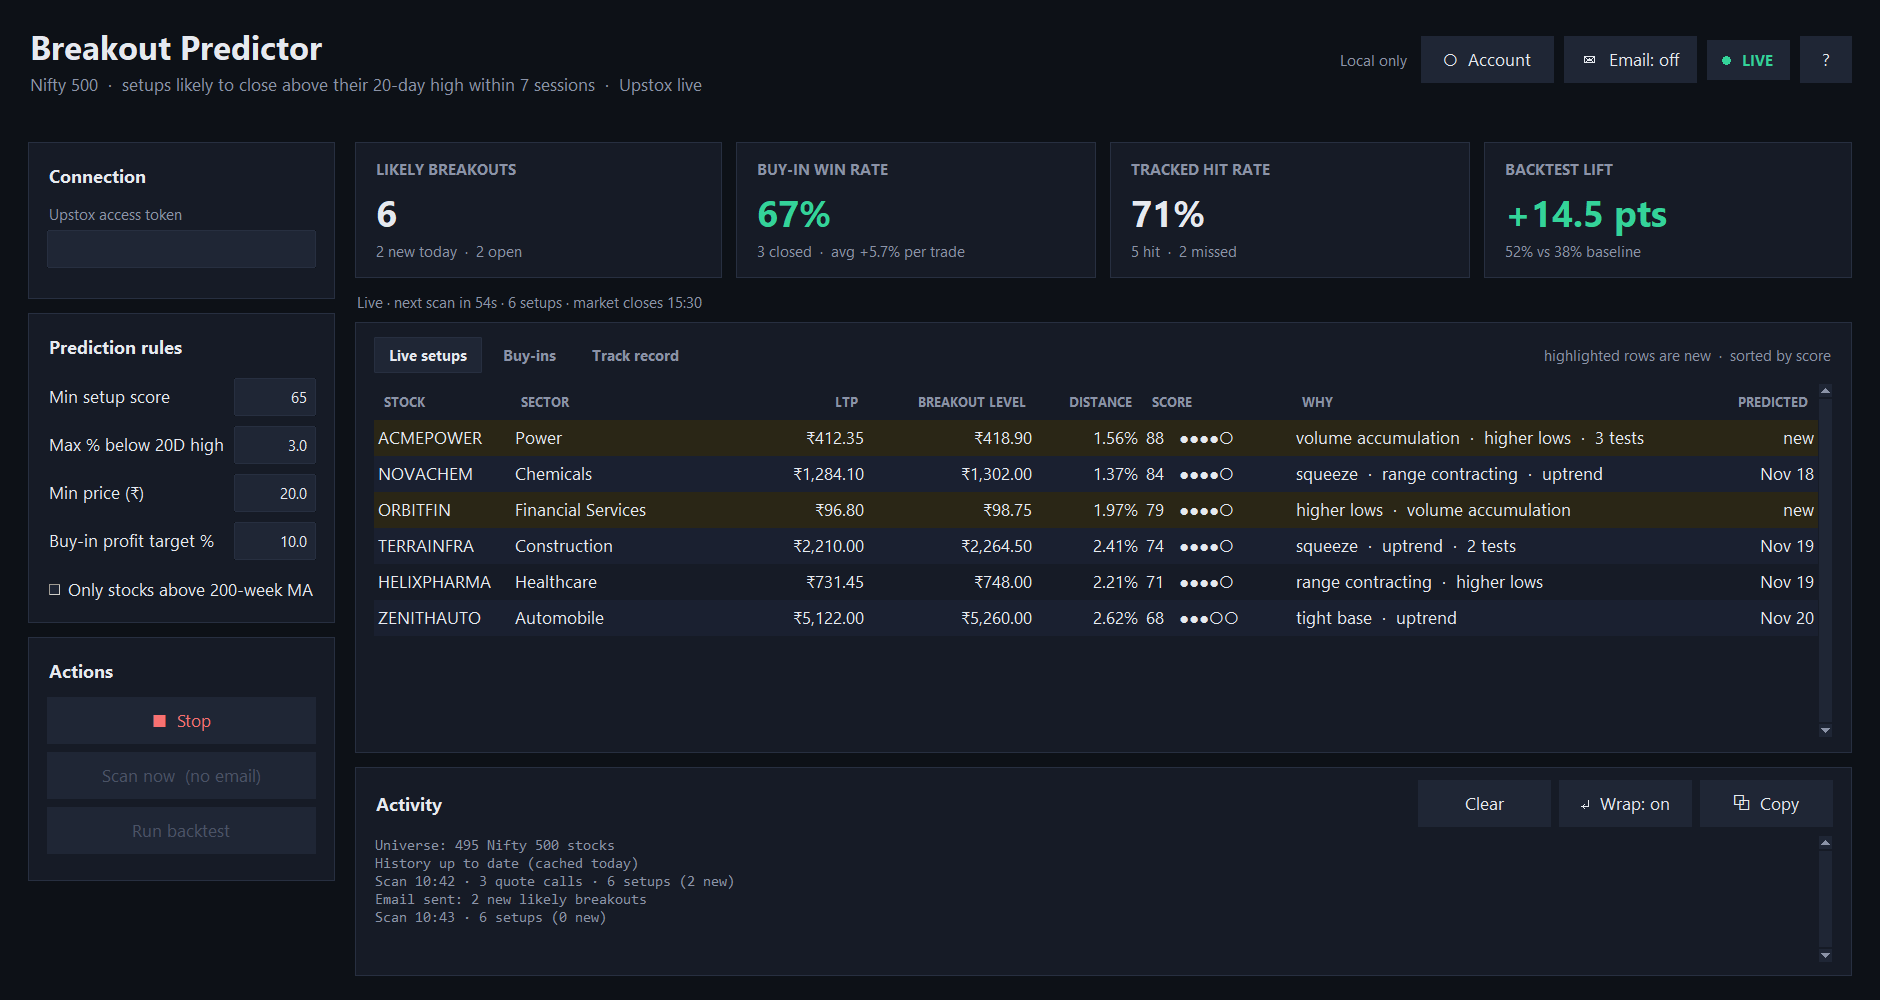 Breakout Predictor
Nifty 500 · setups likely to close above their 20-day high within 7 sessions · Upstox live
Local only
Account
Email: off
LIVE
?
Connection
Upstox access token
Prediction rules
Min setup score 65
Max % below 20D high 3.0
Min price (₹) 20.0
Buy-in profit target % 10.0
Only stocks above 200-week MA
Actions
Stop
Scan now (no email)
Run backtest
LIKELY BREAKOUTS
6
2 new today · 2 open
BUY-IN WIN RATE
67%
3 closed · avg +5.7% per trade
TRACKED HIT RATE
71%
5 hit · 2 missed
BACKTEST LIFT
+14.5 pts
52% vs 38% baseline
Live · next scan in 54s · 6 setups · market closes 15:30
Live setups Buy-ins Track record highlighted rows are new · sorted by score
STOCK SECTOR LTP BREAKOUT LEVEL DISTANCE SCORE WHY PREDICTED
ACMEPOWER Power ₹412.35 ₹418.90 1.56% 88 ●●●●○ volume accumulation · higher lows · 3 tests new
NOVACHEM Chemicals ₹1,284.10 ₹1,302.00 1.37% 84 ●●●●○ squeeze · range contracting · uptrend Nov 18
ORBITFIN Financial Services ₹96.80 ₹98.75 1.97% 79 ●●●●○ higher lows · volume accumulation new
TERRAINFRA Construction ₹2,210.00 ₹2,264.50 2.41% 74 ●●●●○ squeeze · uptrend · 2 tests Nov 19
HELIXPHARMA Healthcare ₹731.45 ₹748.00 2.21% 71 ●●●●○ range contracting · higher lows Nov 19
ZENITHAUTO Automobile ₹5,122.00 ₹5,260.00 2.62% 68 ●●●○○ tight base · uptrend Nov 20
Activity
Clear
Wrap: on
Copy
Universe: 495 Nifty 500 stocks
History up to date (cached today)
Scan 10:42 · 3 quote calls · 6 setups (2 new)
Email sent: 2 new likely breakouts
Scan 10:43 · 6 setups (0 new)